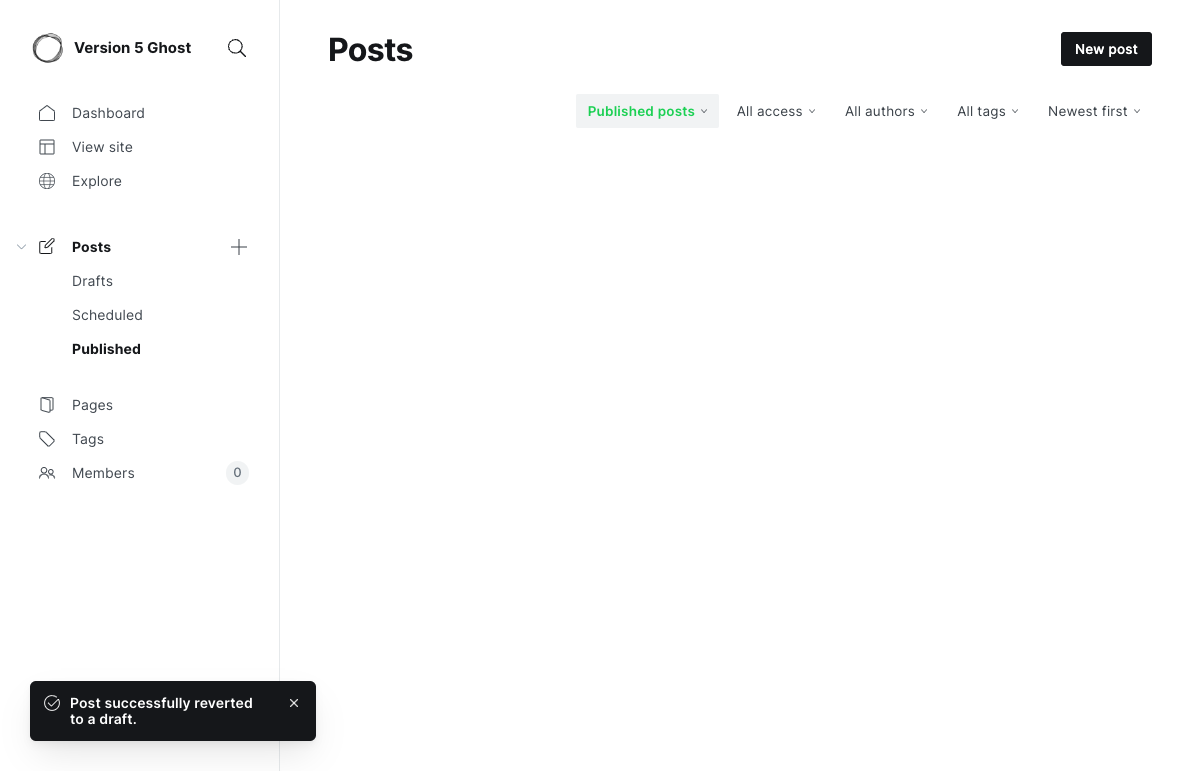 Version 5 Ghost
Dashboard
View site
Explore
Posts
Drafts
Scheduled
Published
Pages
Tags
Members
0
Posts
New post
Published posts
All access
All authors
All tags
Newest first
Post successfully reverted
to a draft.